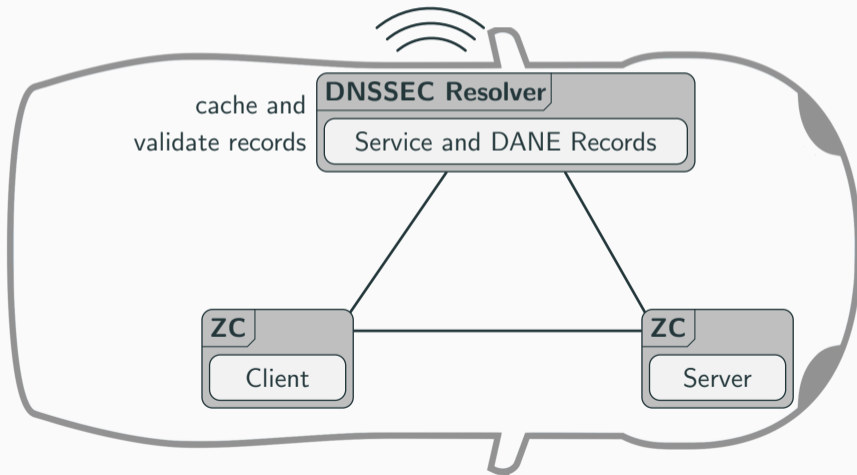 DNSSEC Resolver
cache and
validate records
Service and DANE Records
ZC
Client
ZC
Server